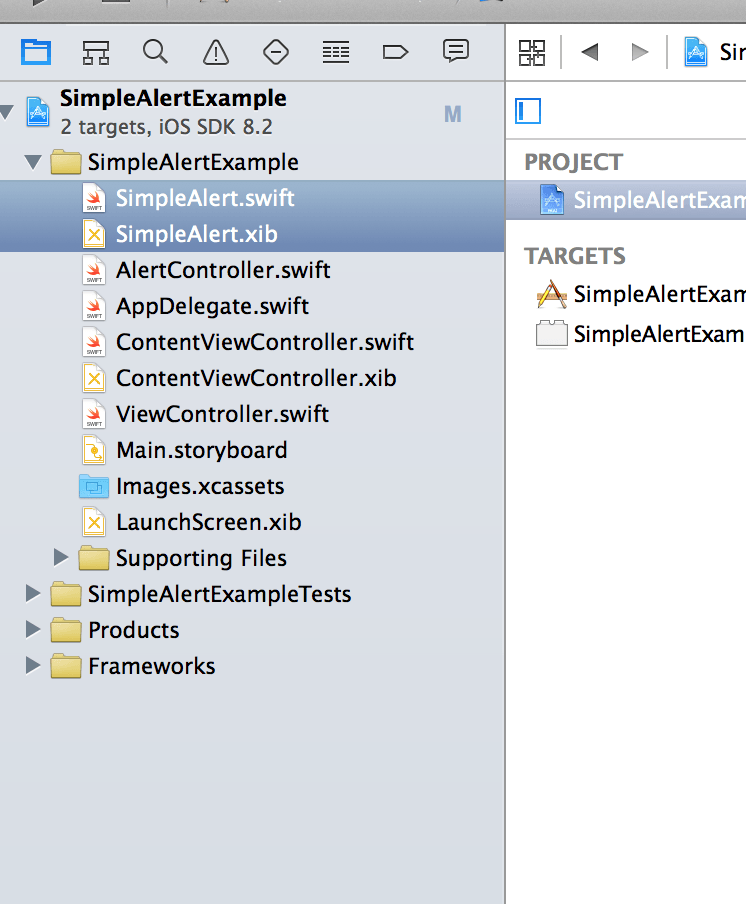 SimpleAlertExample
2 targets, iOS SDK 8.2
M
SimpleAlertExample
SimpleAlert.swift
SimpleAlert.xib
AlertController.swift
AppDelegate.swift
ContentViewController.swift
ContentViewController.xib
ViewController.swift
Main.storyboard
Images.xcassets
LaunchScreen.xib
Supporting Files
SimpleAlertExampleTests
Products
Frameworks
PROJECT
SimpleAlertExam
TARGETS
SimpleAlertExam
SimpleAlertExam